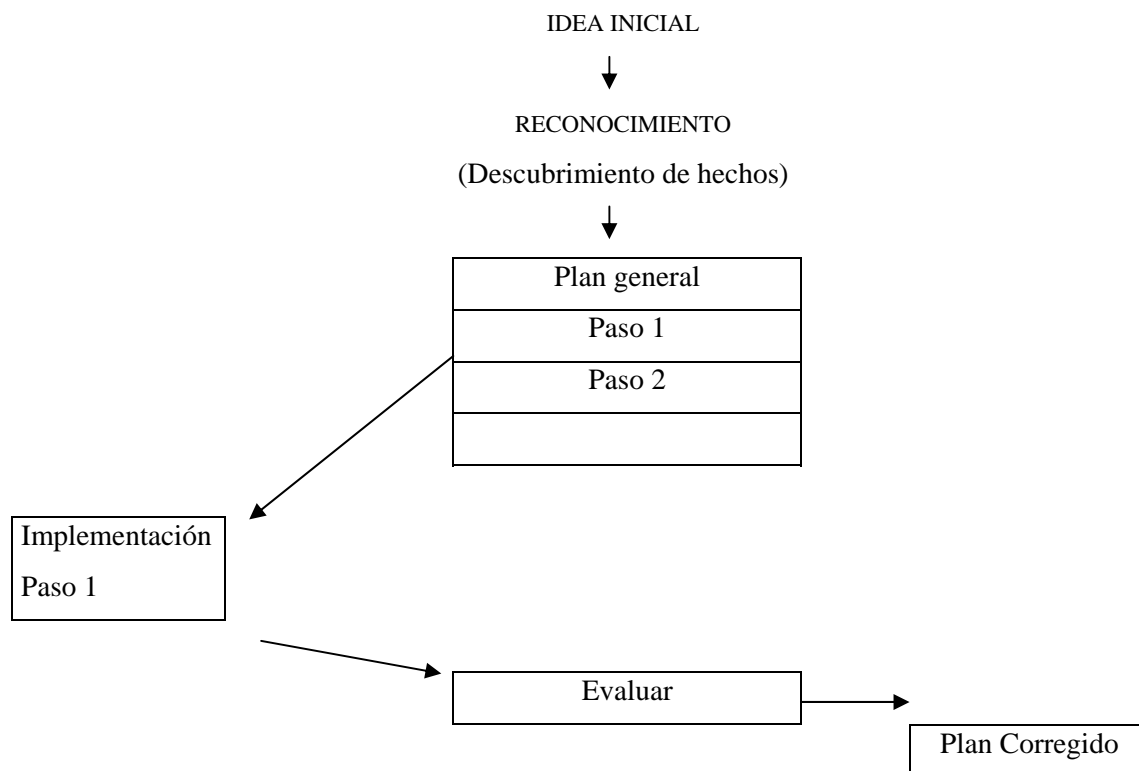 IDEA INICIAL
RECONOCIMIENTO
(Descubrimiento de hechos)
Plan general
Paso 1
Paso 2
Implementación
Paso 1
Evaluar
Plan Corregido